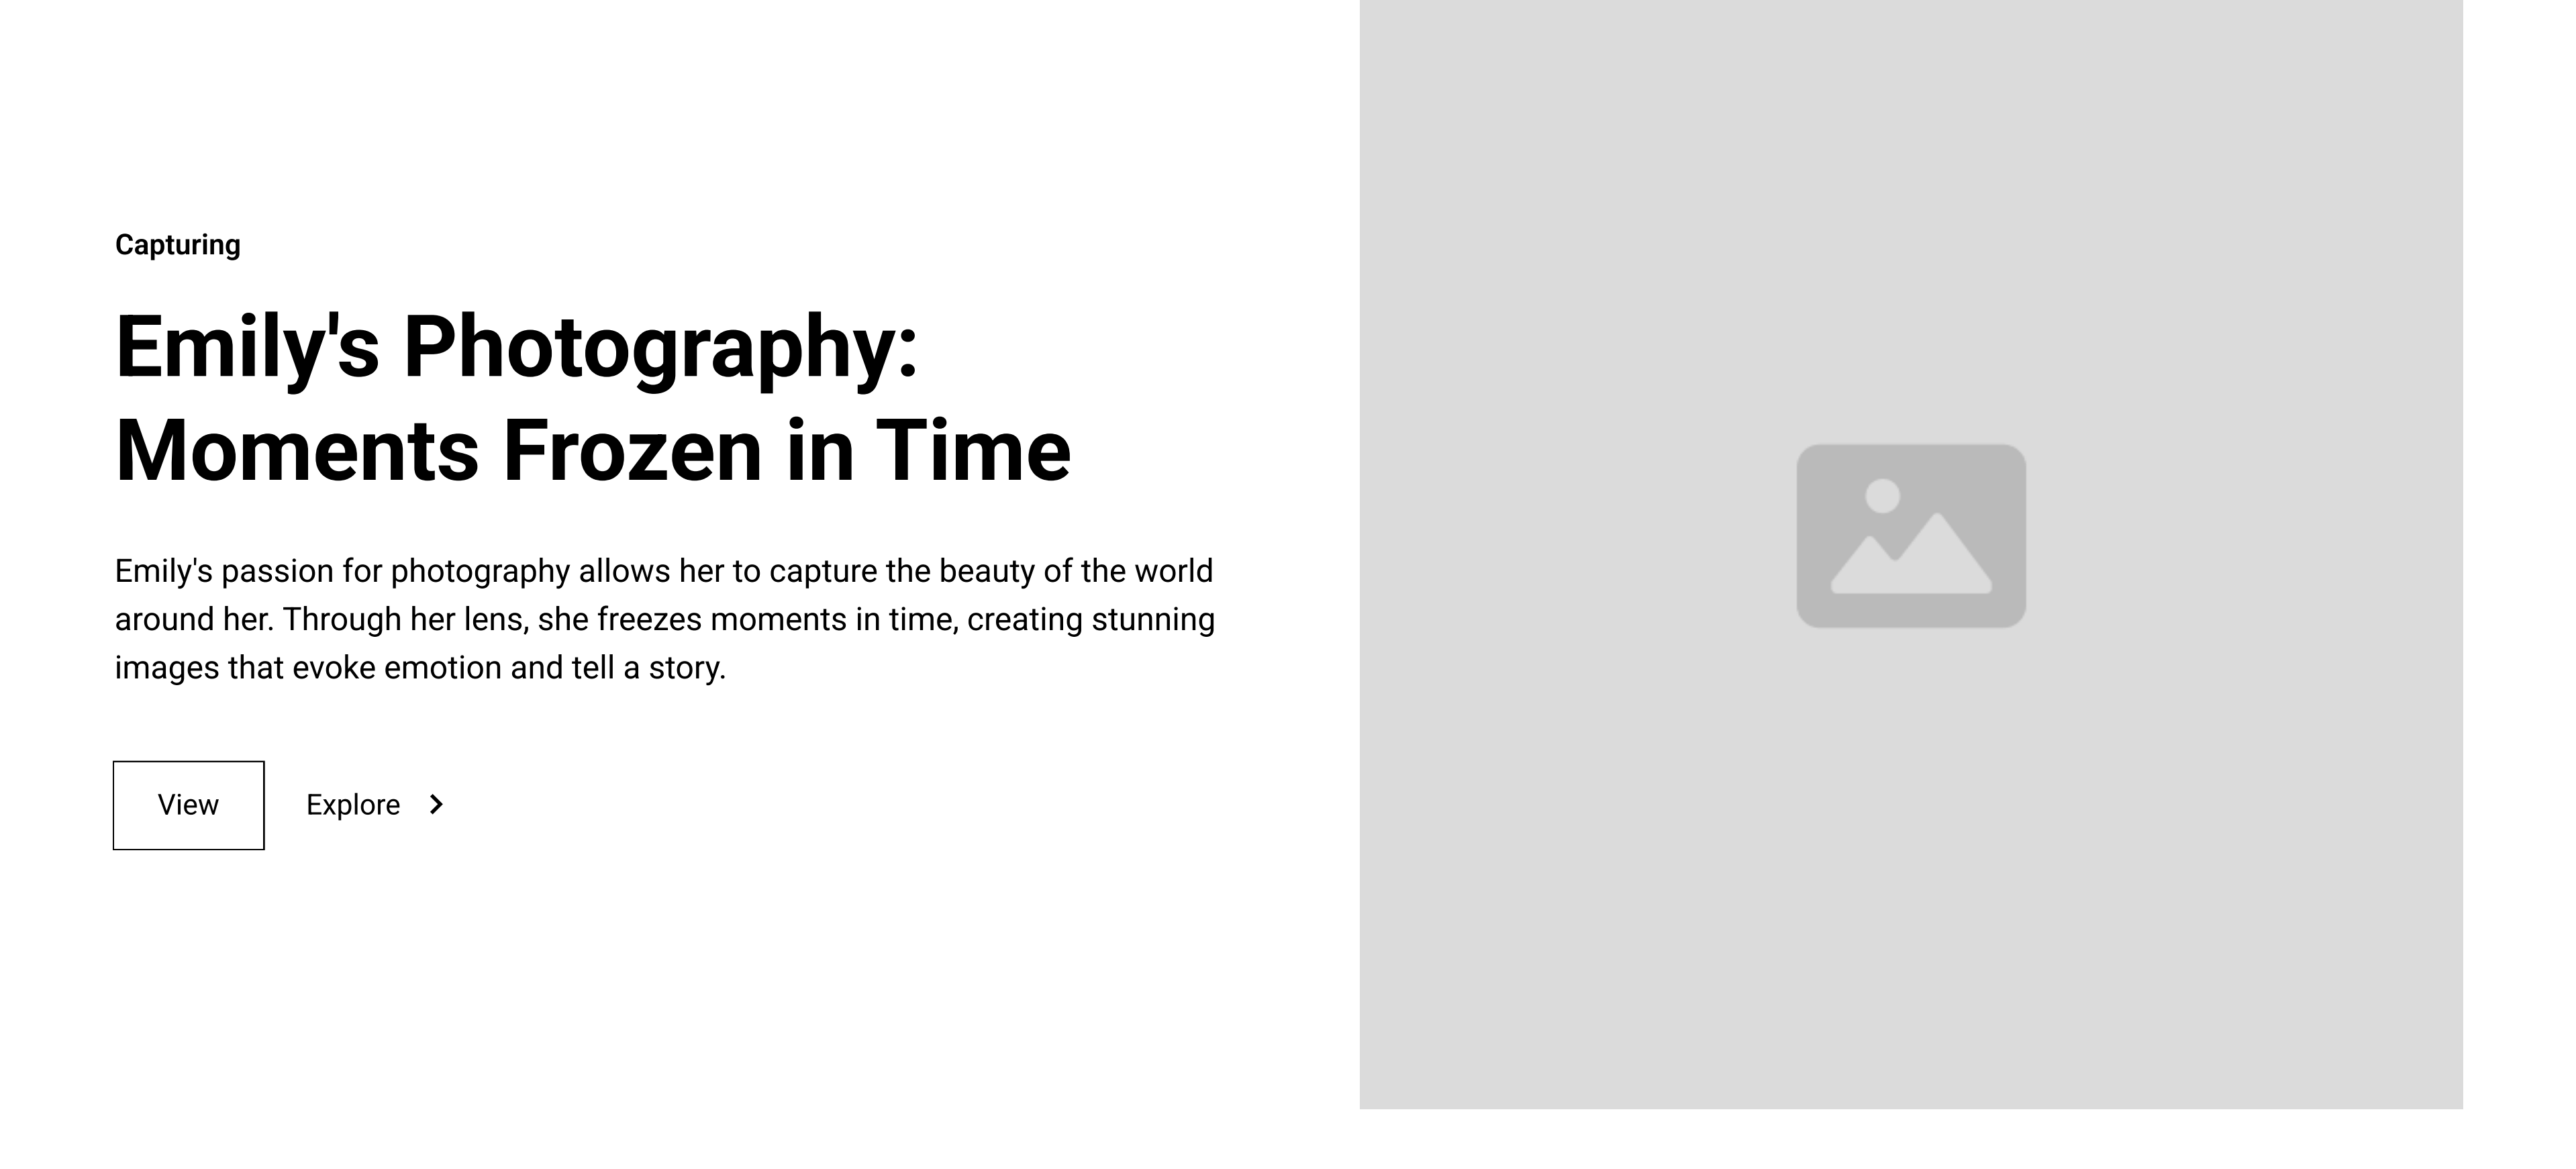 Capturing
Emily's Photography:
Moments Frozen in Time
Emily's passion for photography allows her to capture the beauty of the world
around her. Through her lens, she freezes moments in time, creating stunning
images that evoke emotion and tell a story.
View
Explore